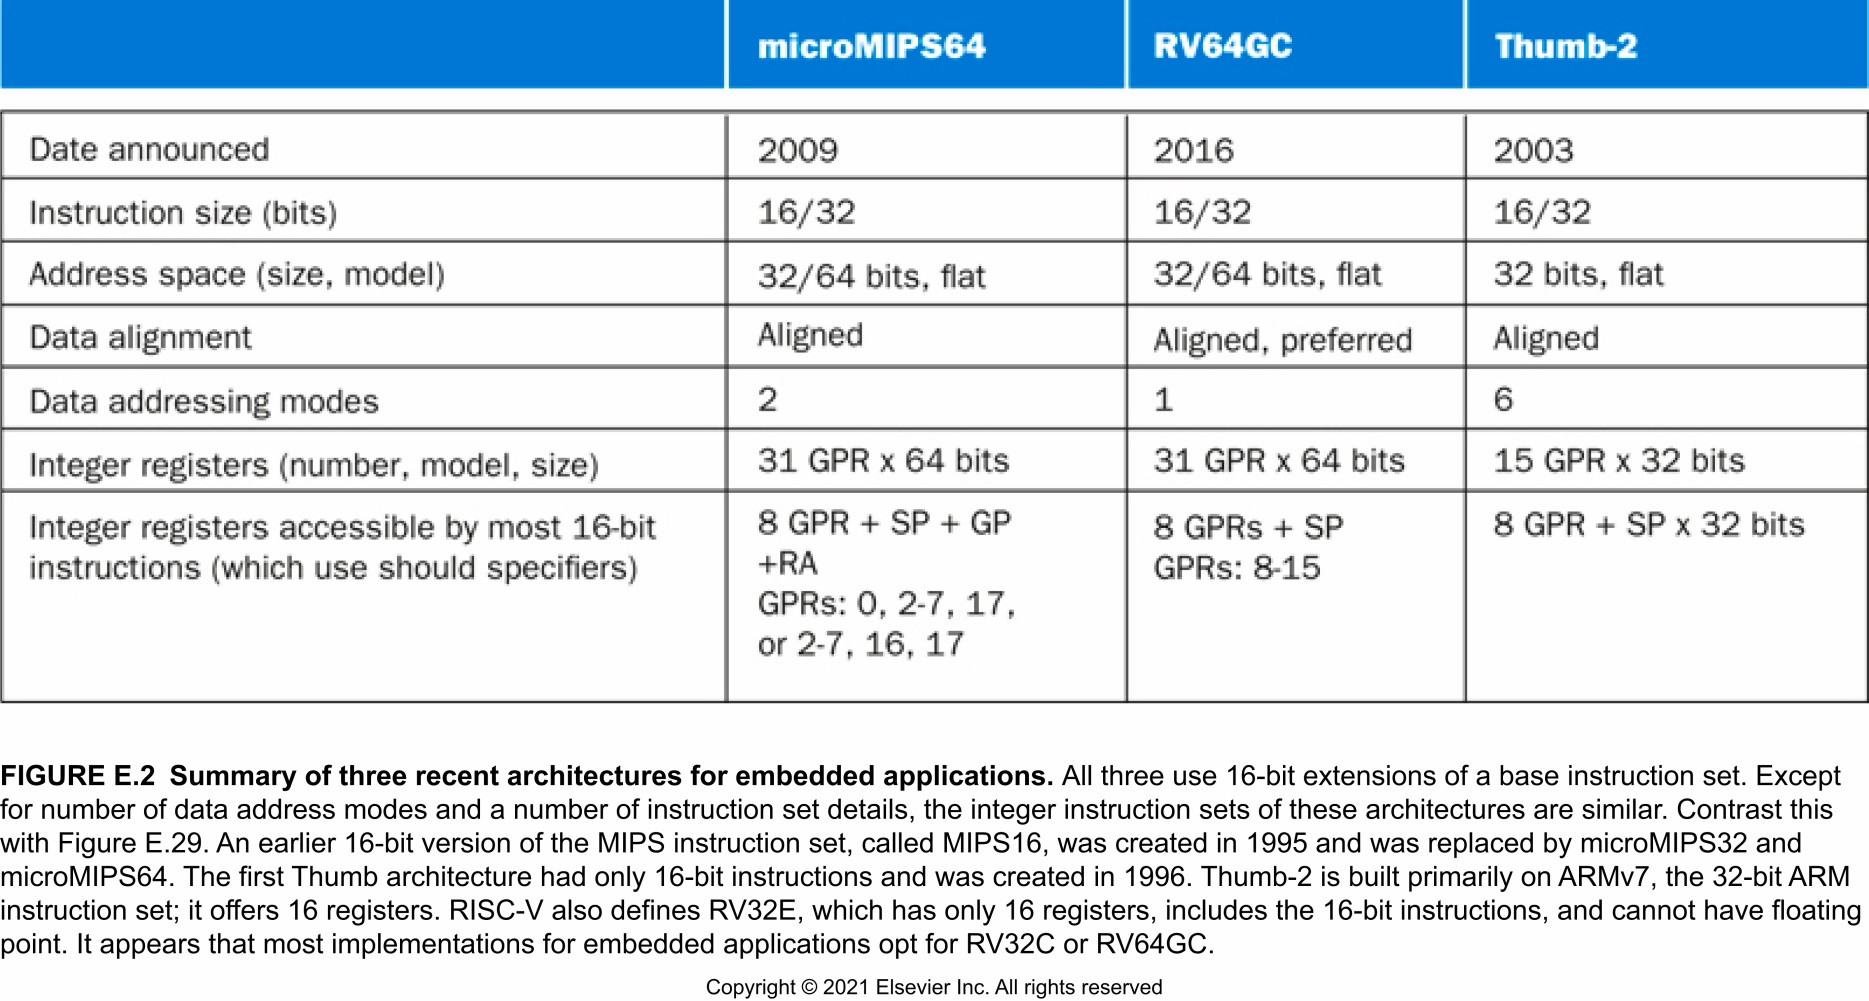 microMIPS64 RV64GC Thumb-2
Date announced 2009 2016 2003
Instruction size (bits) 16/32 16/32 16/32
Address space (size, model) 32/64 bits, flat 32/64 bits, flat 32 bits, flat
Data alignment Aligned Aligned, preferred Aligned
Data addressing modes 2 1 6
Integer registers (number, model, size) 31 GPR x 64 bits 31 GPR x 64 bits 15 GPR x 32 bits
Integer registers accessible by most 16-bit
instructions (which use should specifiers)
8 GPR + SP + GP
+RA
GPRs: 0, 2-7, 17,
or 2-7, 16, 17
8 GPRs + SP
GPRs: 8-15
8 GPR + SP x 32 bits
FIGURE E.2 Summary of three recent architectures for embedded applications. All three use 16-bit extensions of a base instruction set. Except
for number of data address modes and a number of instruction set details, the integer instruction sets of these architectures are similar. Contrast this
with Figure E.29. An earlier 16-bit version of the MIPS instruction set, called MIPS16, was created in 1995 and was replaced by microMIPS32 and
microMIPS64. The first Thumb architecture had only 16-bit instructions and was created in 1996. Thumb-2 is built primarily on ARMv7, the 32-bit ARM
instruction set; it offers 16 registers. RISC-V also defines RV32E, which has only 16 registers, includes the 16-bit instructions, and cannot have floating
point. It appears that most implementations for embedded applications opt for RV32C or RV64GC.
Copyright © 2021 Elsevier Inc. All rights reserved